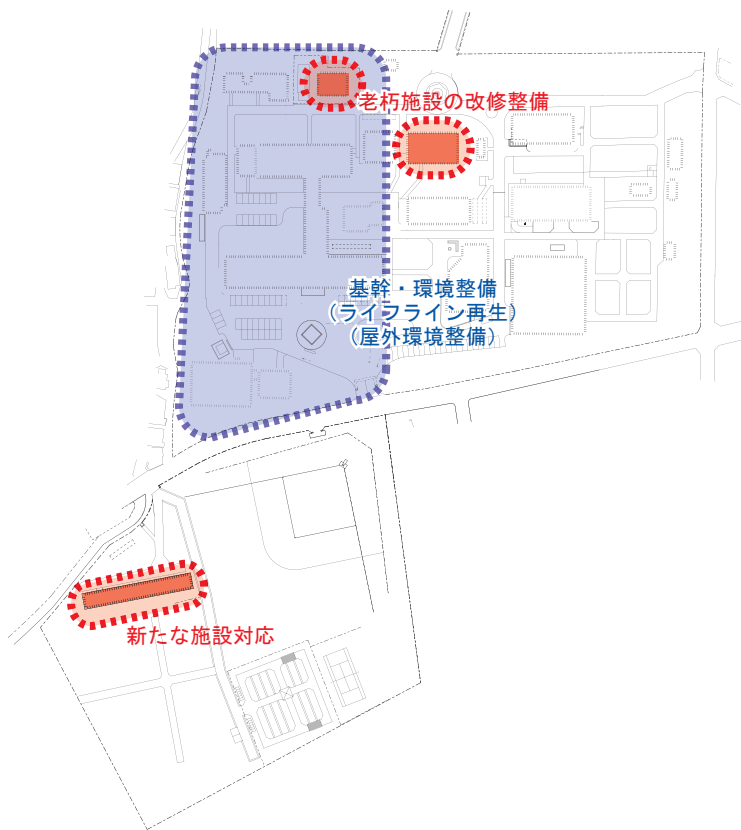 老朽施設の改修整備
基幹・環境整備
（ライフライン再生）
（屋外環境整備）
新たな施設対応